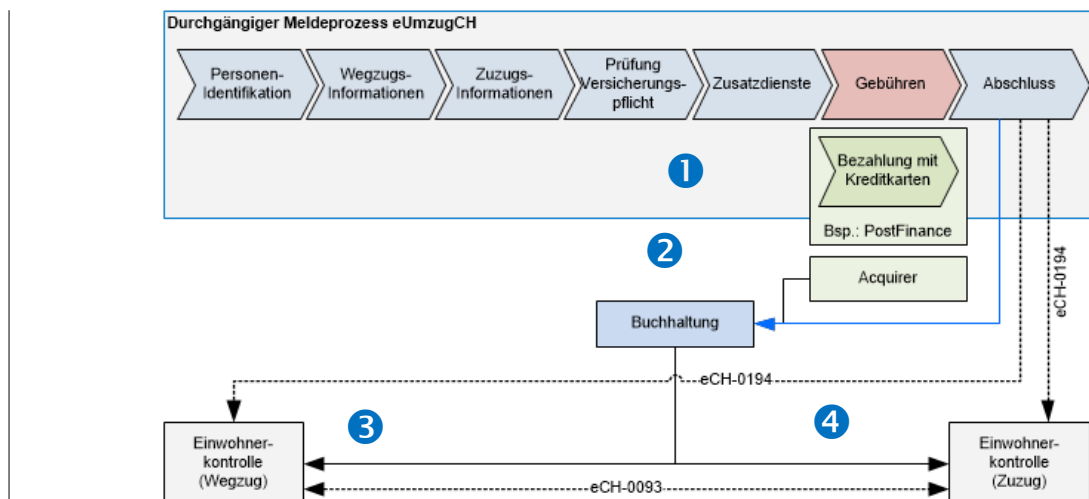 Durchgängiger Meldeprozess eUmzugCH
Personen-
Identifikation
Wegzugs-
Informationen
Zuzugs-
Informationen
Prüfung
Versicherungs-
pflicht
Zusatzdienste
Gebühren
Abschluss
1
Bezahlung mit
Kreditkarten
Bsp.: PostFinance
2
Acquirer
eCH-0194
Buchhaltung
eCH-0194
3
4
Einwohner-
kontrolle
(Wegzug)
Einwohner-
kontrolle
(Zuzug)
eCH-0093